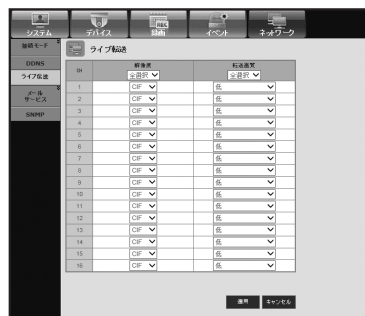 システム
デバイス
REC
録画
イベント
ネットワーク
接続モード
ライブ転送
DDNS
ライブ伝送
メール
サービス
SNMP
CH
解像度
転送画質
全選択
全選択
1 CIF 低
2 CIF 低
3 CIF 低
4 CIF 低
5 CIF 低
6 CIF 低
7 CIF 低
8 CIF 低
9 CIF 低
10 CIF 低
11 CIF 低
12 CIF 低
13 CIF 低
14 CIF 低
15 CIF 低
16 CIF 低
適用
キャンセル